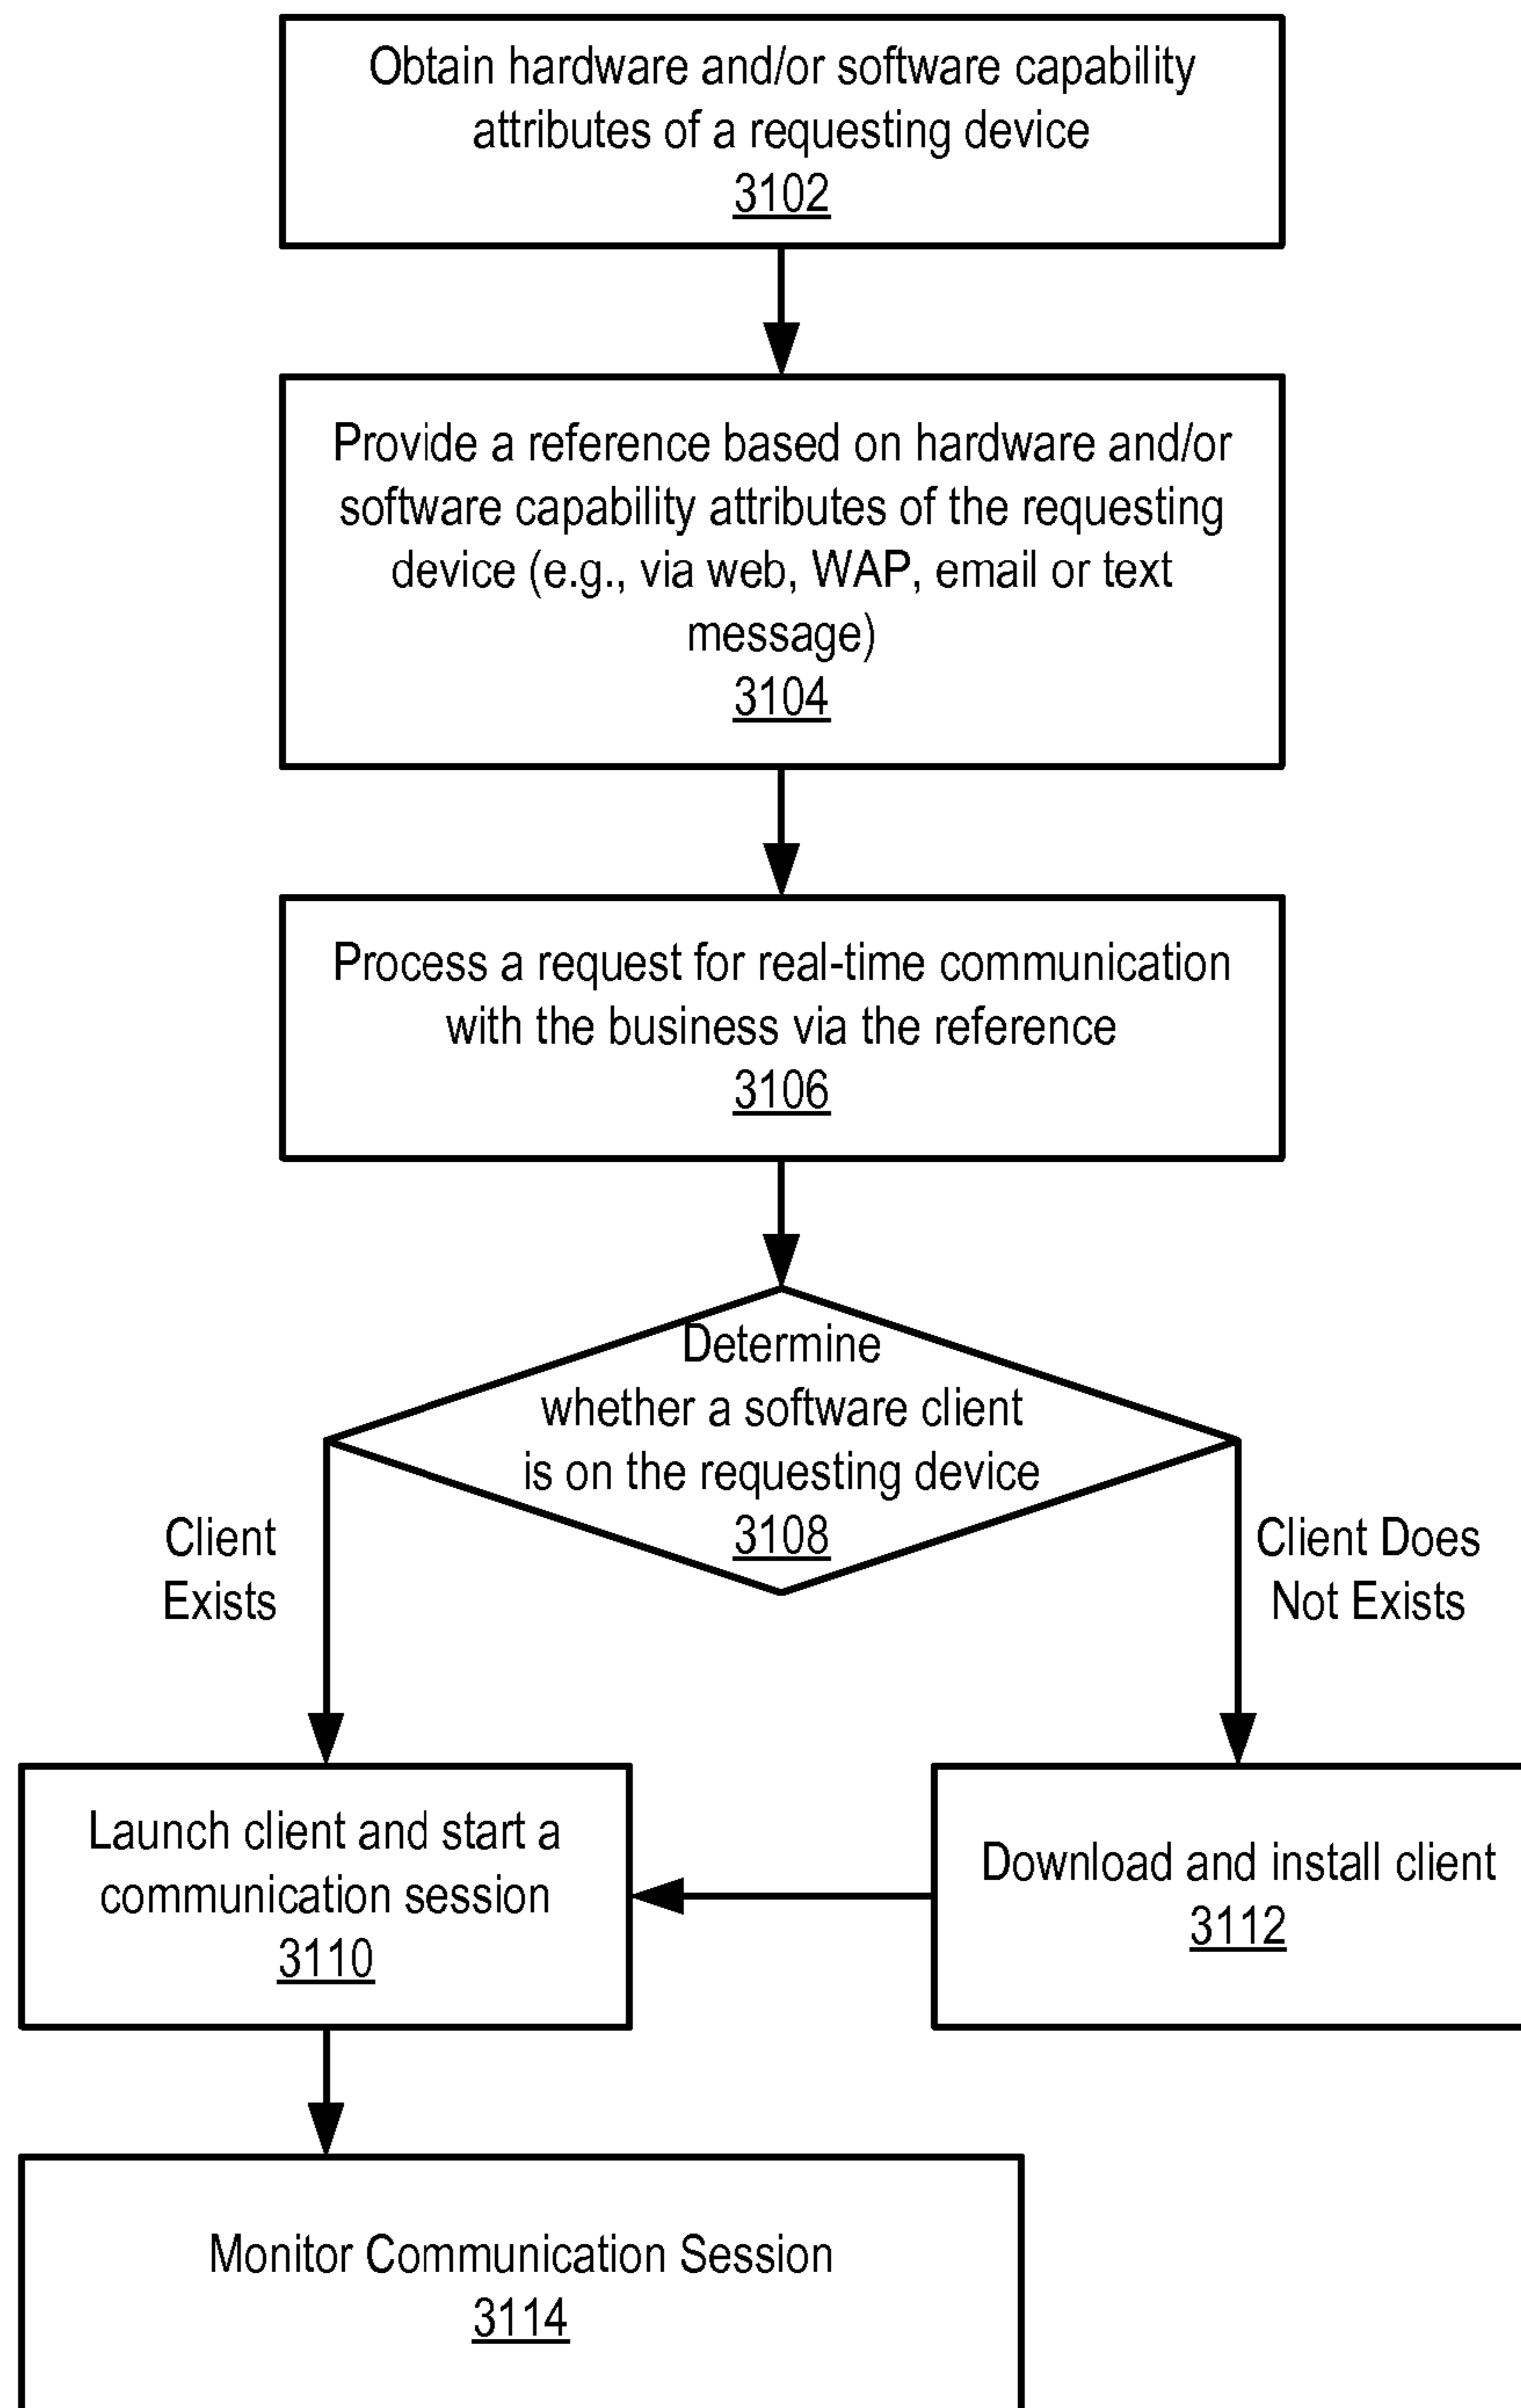 Obtain hardware and/or software capability
attributes of a requesting device
3102
Provide a reference based on hardware and/or
software capability attributes of the requesting
device (e.g., via web, WAP, email or text
message)
3104
Process a request for real-time communication
with the business via the reference
3106
Determine
whether a software client
is on the requesting device
3108
Client
Exists
Client Does
Not Exists
Launch client and start a
communication session
3110
Download and install client
3112
Monitor Communication Session
3114